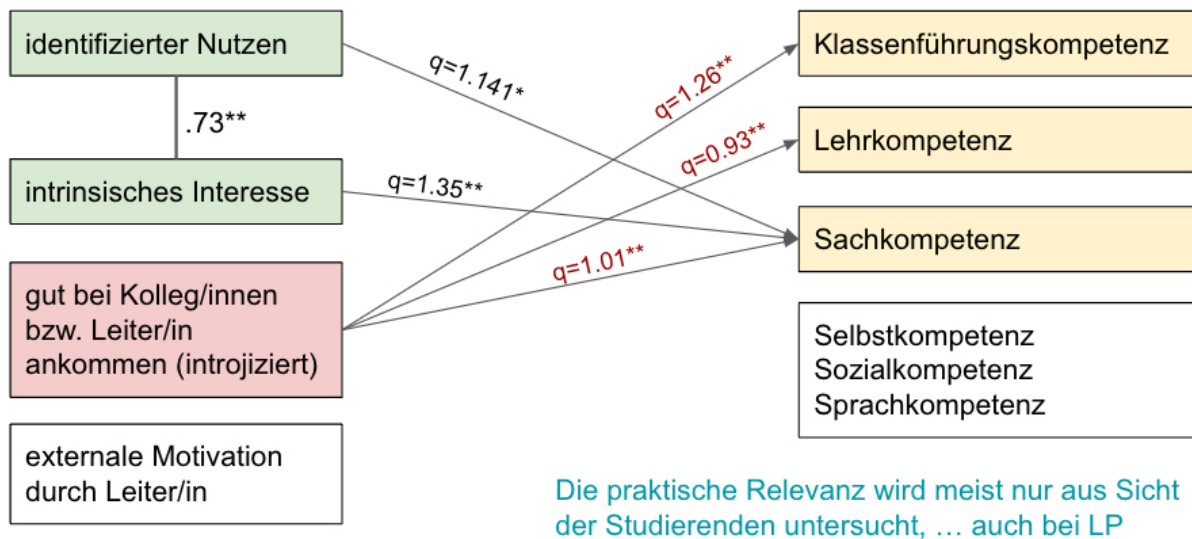 identifizierter Nutzen
.73**
intrinsisches Interesse
gut bei Kolleg/innen
bzw. Leiter/in
ankommen (introjiziert)
externale Motivation
durch Leiter/in
q=1.141*
q=1.35**
q=1.26**
q=0.93**
q=1.01**
Klassenführungskompetenz
Lehrkompetenz
Sachkompetenz
Selbstkompetenz
Sozialkompetenz
Sprachkompetenz
Die praktische Relevanz wird meist nur aus Sicht
der Studierenden untersucht, … auch bei LP